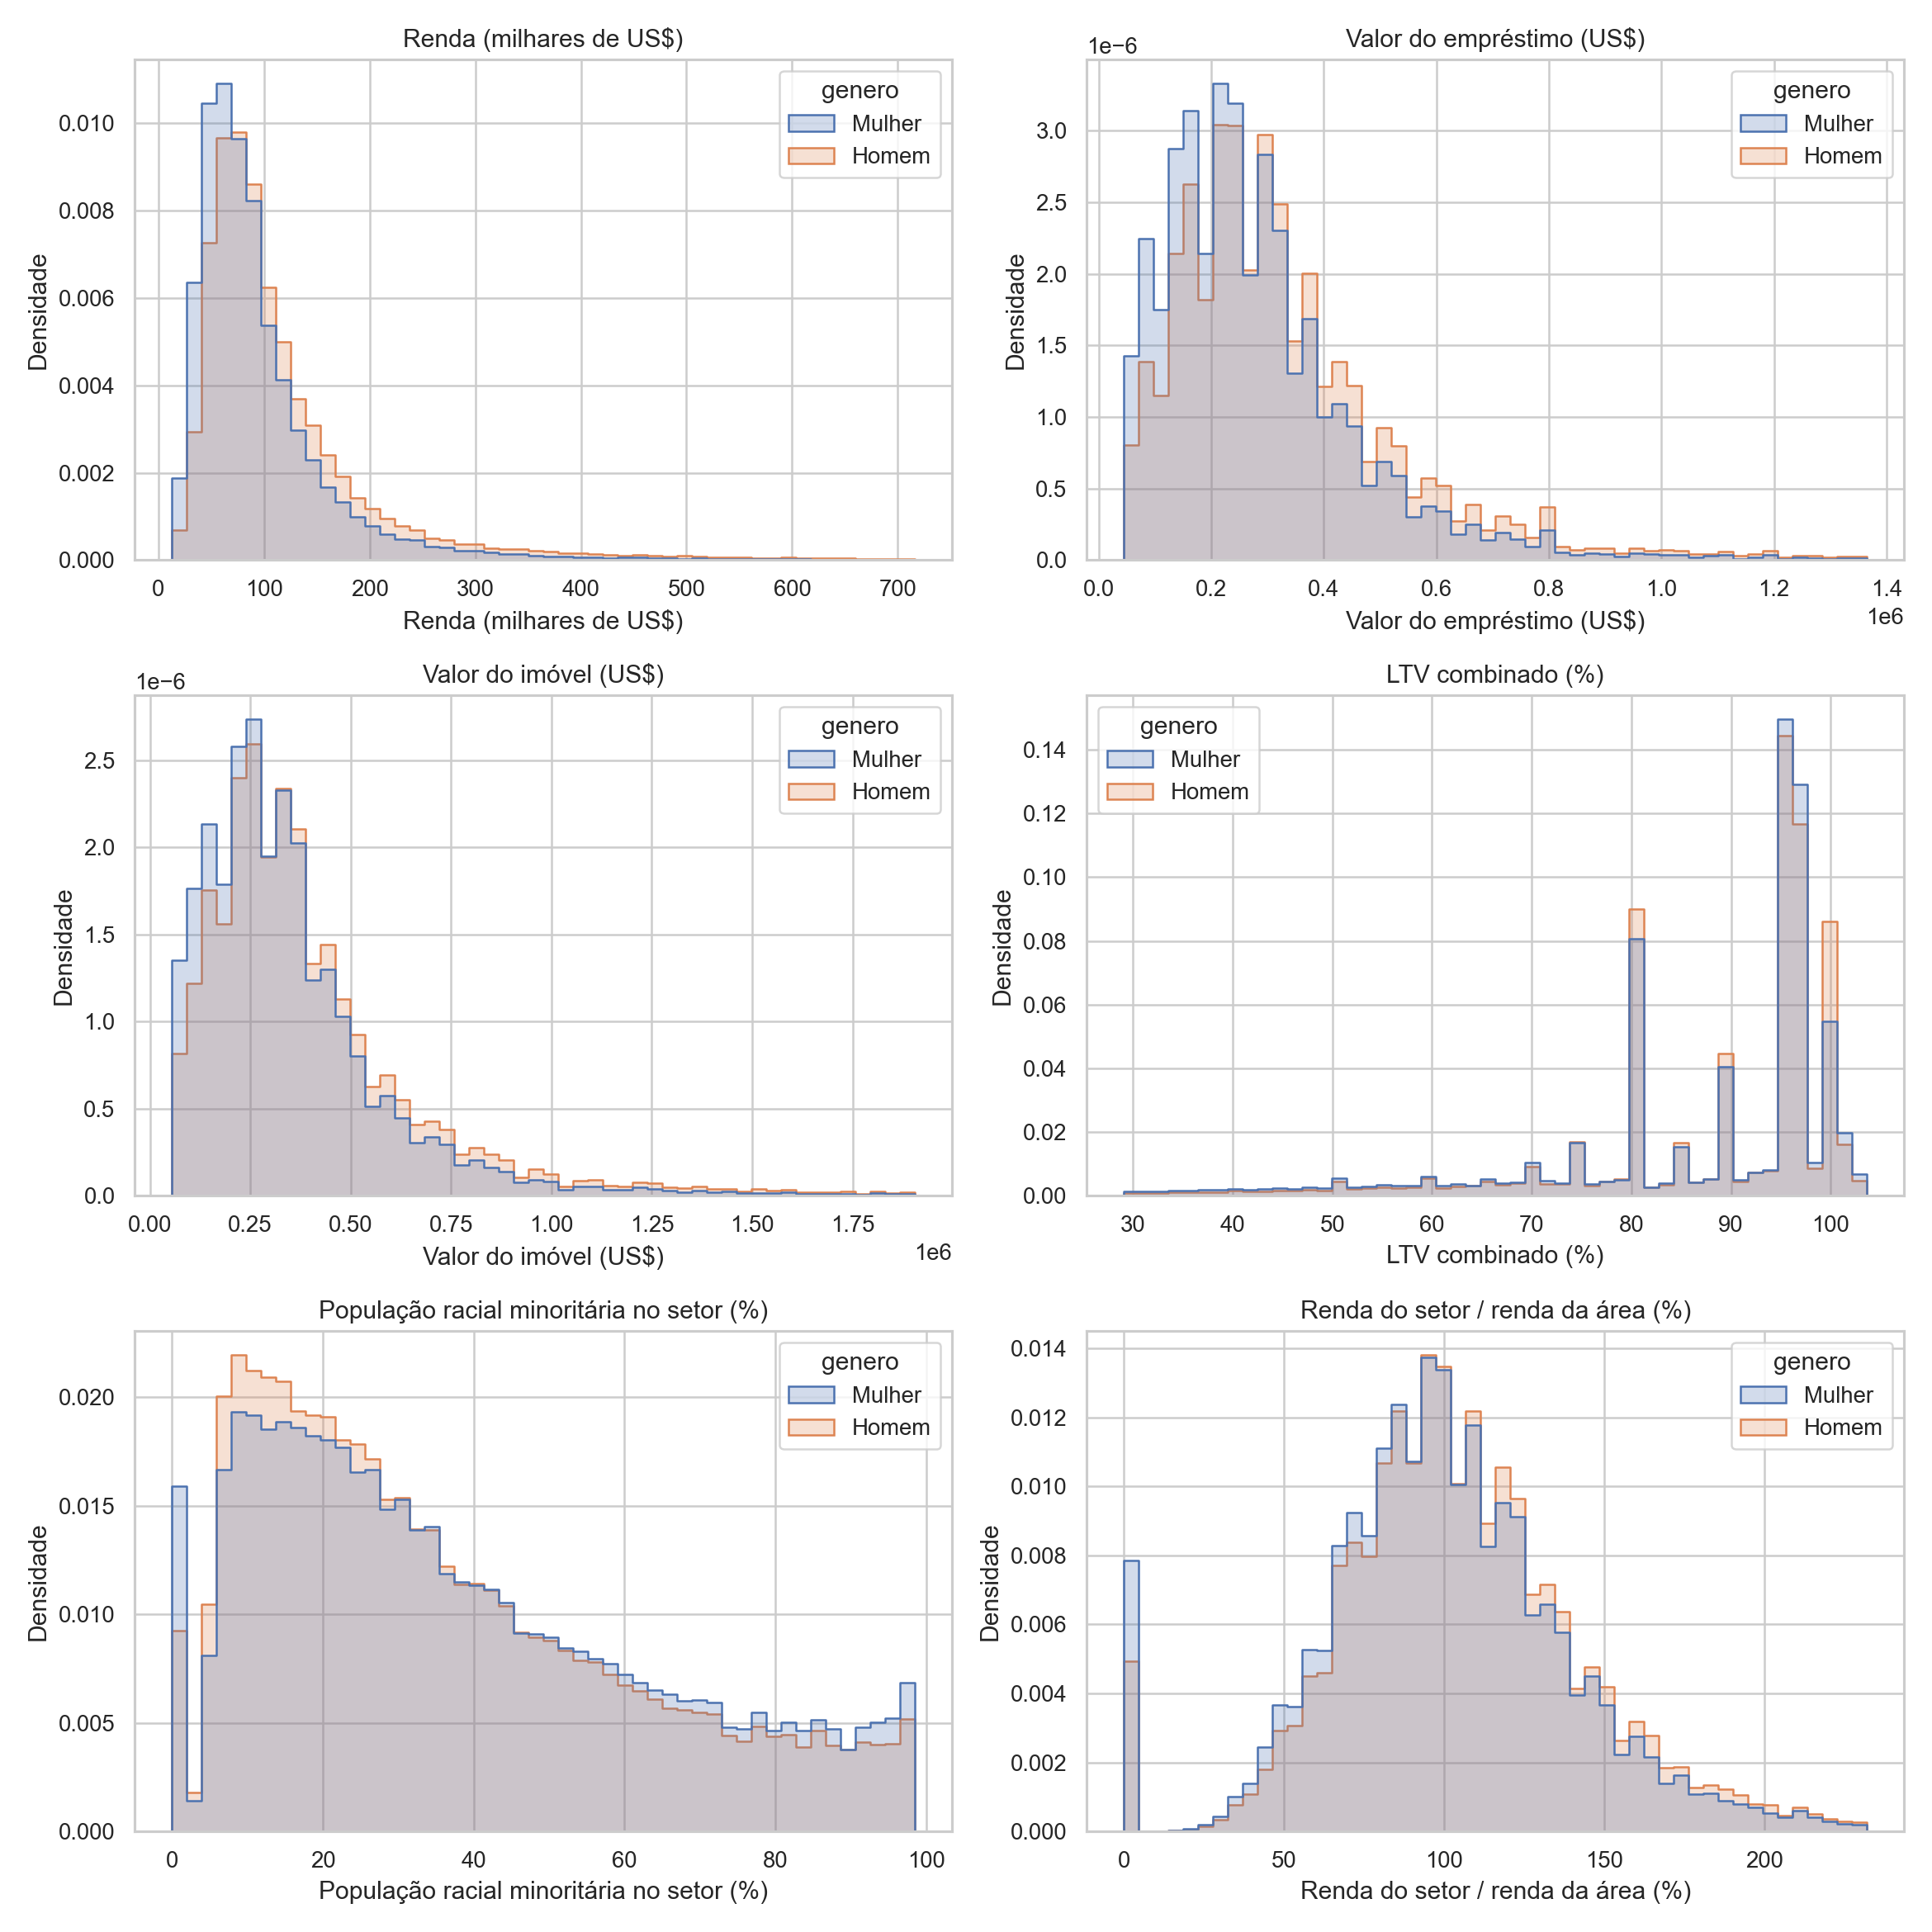 Renda (milhares de US$)
Densidade
0.010
0.008
0.006
0.004
0.002
0.000
genero
Mulher
Homem
0 100 200 300 400 500 600 700
Renda (milhares de US$)
Valor do empréstimo (US$)
1e−6
Densidade
3.0
2.5
2.0
1.5
1.0
0.5
0.0
genero
Mulher
Homem
0.0 0.2 0.4 0.6 0.8 1.0 1.2 1.4
1e6
Valor do empréstimo (US$)
Valor do imóvel (US$)
1e−6
Densidade
2.5
2.0
1.5
1.0
0.5
0.0
genero
Mulher
Homem
0.00 0.25 0.50 0.75 1.00 1.25 1.50 1.75
1e6
Valor do imóvel (US$)
LTV combinado (%)
Densidade
0.14
0.12
0.10
0.08
0.06
0.04
0.02
0.00
genero
Mulher
Homem
30 40 50 60 70 80 90 100
LTV combinado (%)
População racial minoritária no setor (%)
Densidade
0.020
0.015
0.010
0.005
0.000
genero
Mulher
Homem
0 20 40 60 80 100
População racial minoritária no setor (%)
Renda do setor / renda da área (%)
Densidade
0.014
0.012
0.010
0.008
0.006
0.004
0.002
0.000
genero
Mulher
Homem
0 50 100 150 200
Renda do setor / renda da área (%)